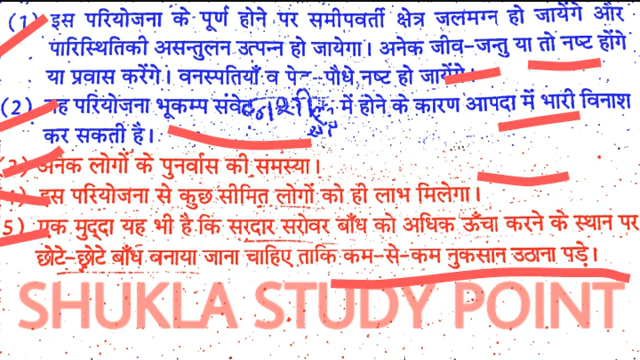 (1) इस परियोजना के पूर्ण होने पर समीपवर्ती क्षेत्र जलमग्न हो जायेंगे और
पारिस्थितिकी असन्तुलन उत्पन्न हो जायेगा। अनेक जीव-जन्तु या तो नष्ट होंगे
या प्रवास करेंगे। वनस्पतियाँ व पेड़-पौधे नष्ट हो जायेंगे।
(2) यह परियोजना भूकम्प में होने के कारण आपदा में भारी विनाश
कर सकती है।
(3) अनेक लोगों के पुनर्वास की समस्या।
इस परियोजना से कुछ सीमित लोगों को ही लाभ मिलेगा।
5) एक मुद्दा यह भी है कि सरदार सरोवर बाँध को अधिक ऊँचा करने के स्थान पर
छोटे-छोटे बाँध बनाया जाना चाहिए ताकि कम-से-कम नुकसान उठाना पड़े।
SHUKLA STUDY POINT